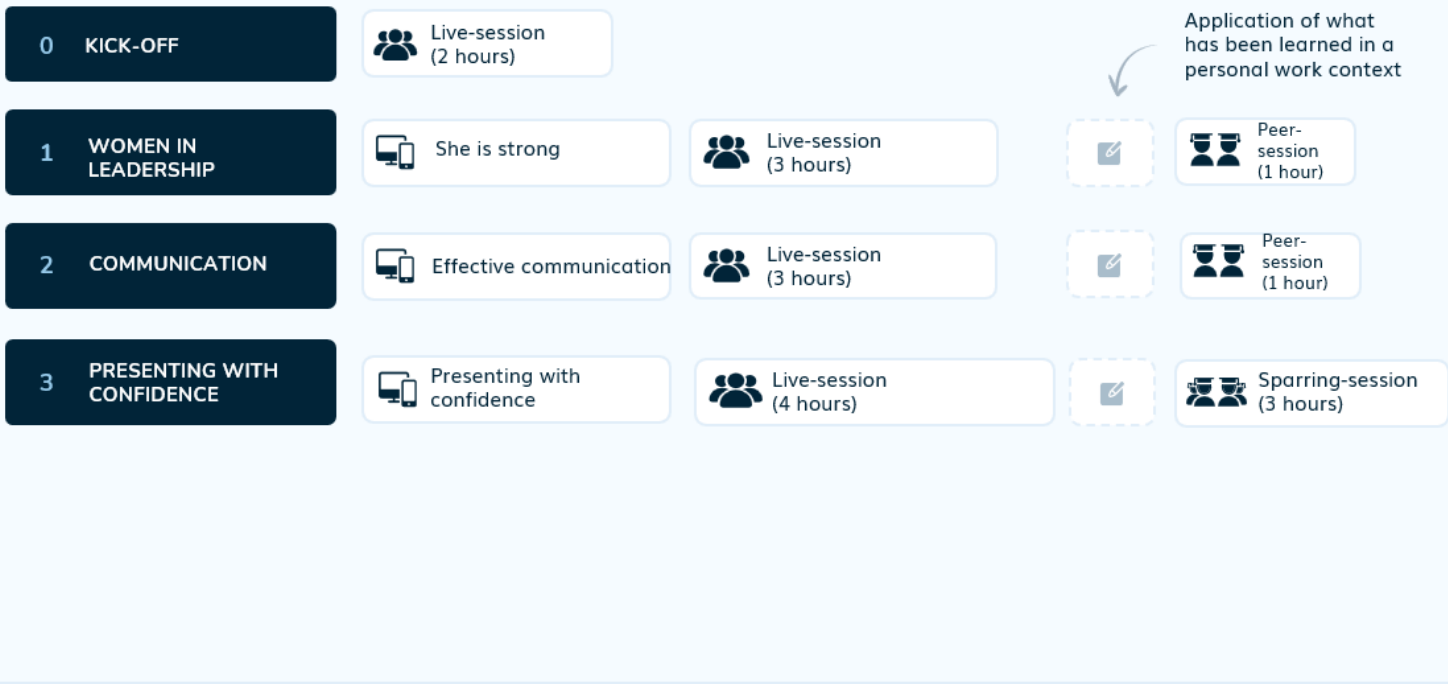 0 KICK-OFF
Live-session
(2 hours)
Application of what
has been learned in a
personal work context
1 WOMEN IN
LEADERSHIP
She is strong
Live-session
(3 hours)
Peer-
session
(1 hour)
2 COMMUNICATION
Effective communication
Live-session
(3 hours)
Peer-
session
(1 hour)
3 PRESENTING WITH
CONFIDENCE
Presenting with
confidence
Live-session
(4 hours)
Sparring-session
(3 hours)